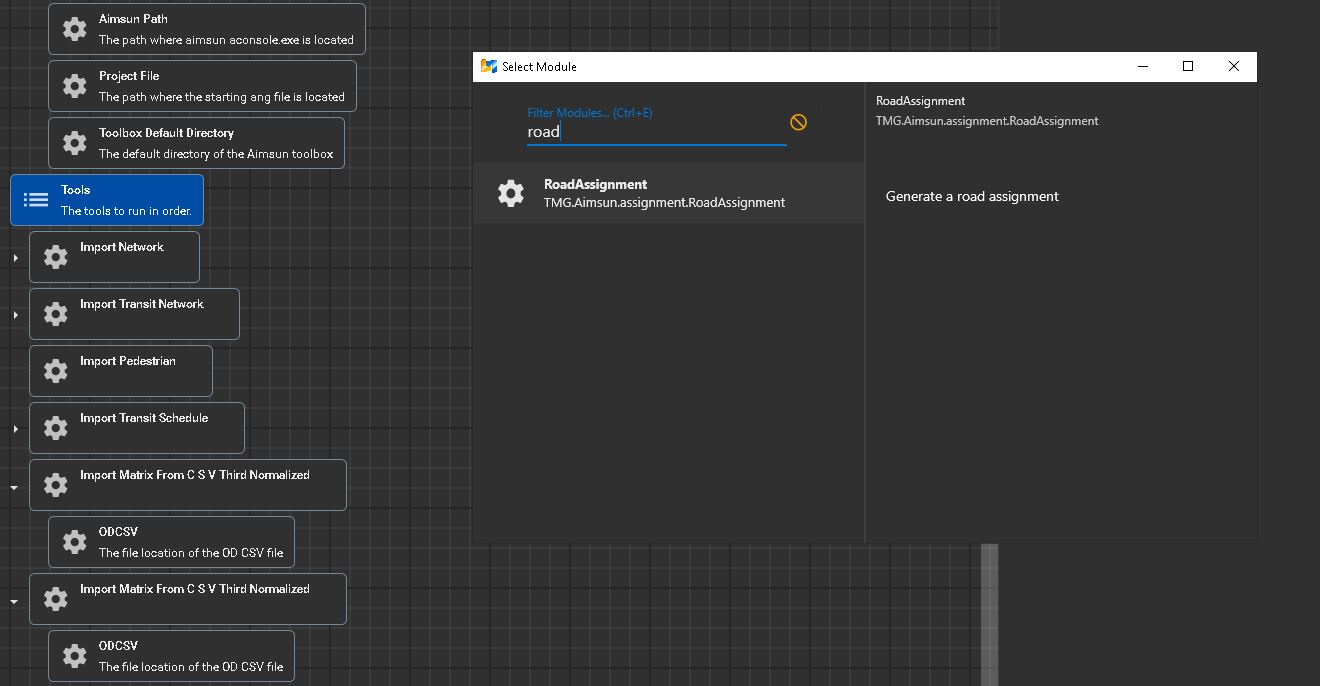 Aimsun Path
The path where aimsun aconsole.exe is located
Project File
The path where the starting ang file is located
Toolbox Default Directory
The default directory of the Aimsun toolbox
Tools
The tools to run in order.
Import Network
Import Transit Network
Import Pedestrian
Import Transit Schedule
Import Matrix From C S V Third Normalized
ODCSV
The file location of the OD CSV file
Import Matrix From C S V Third Normalized
ODCSV
The file location of the OD CSV file
Select Module
Filter Modules... (Ctrl+E)
road
RoadAssignment
TMG.Aimsun.assignment.RoadAssignment
RoadAssignment
TMG.Aimsun.assignment.RoadAssignment
Generate a road assignment